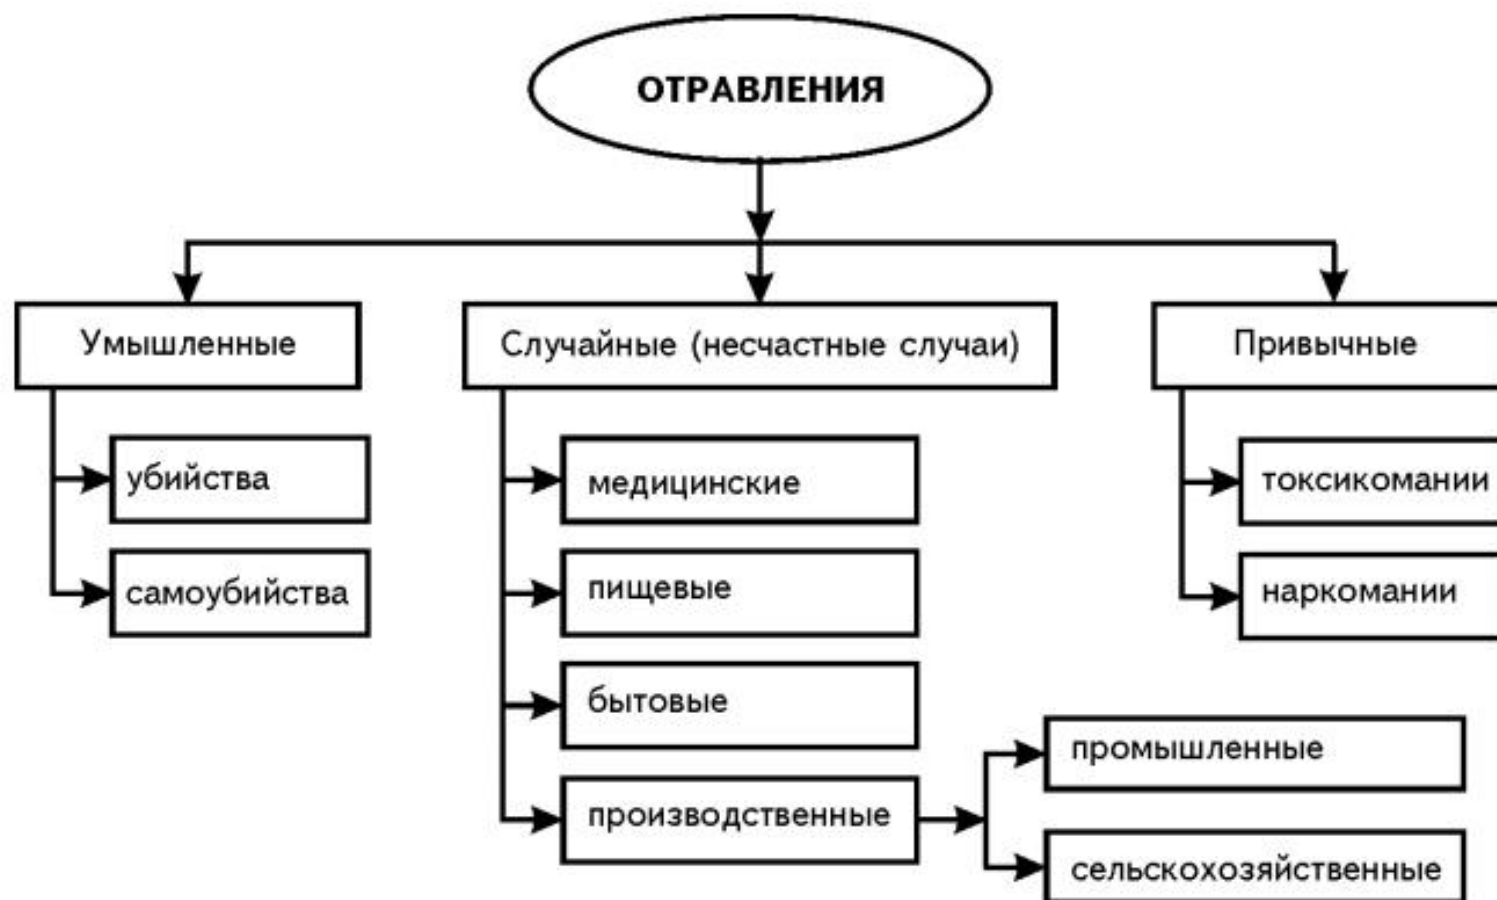 ОТРАВЛЕНИЯ
Умышленные
убийства
самоубийства
Случайные (несчастные случаи)
медицинские
пищевые
бытовые
производственные
промышленные
сельскохозяйственные
Привычные
токсикомании
наркомании